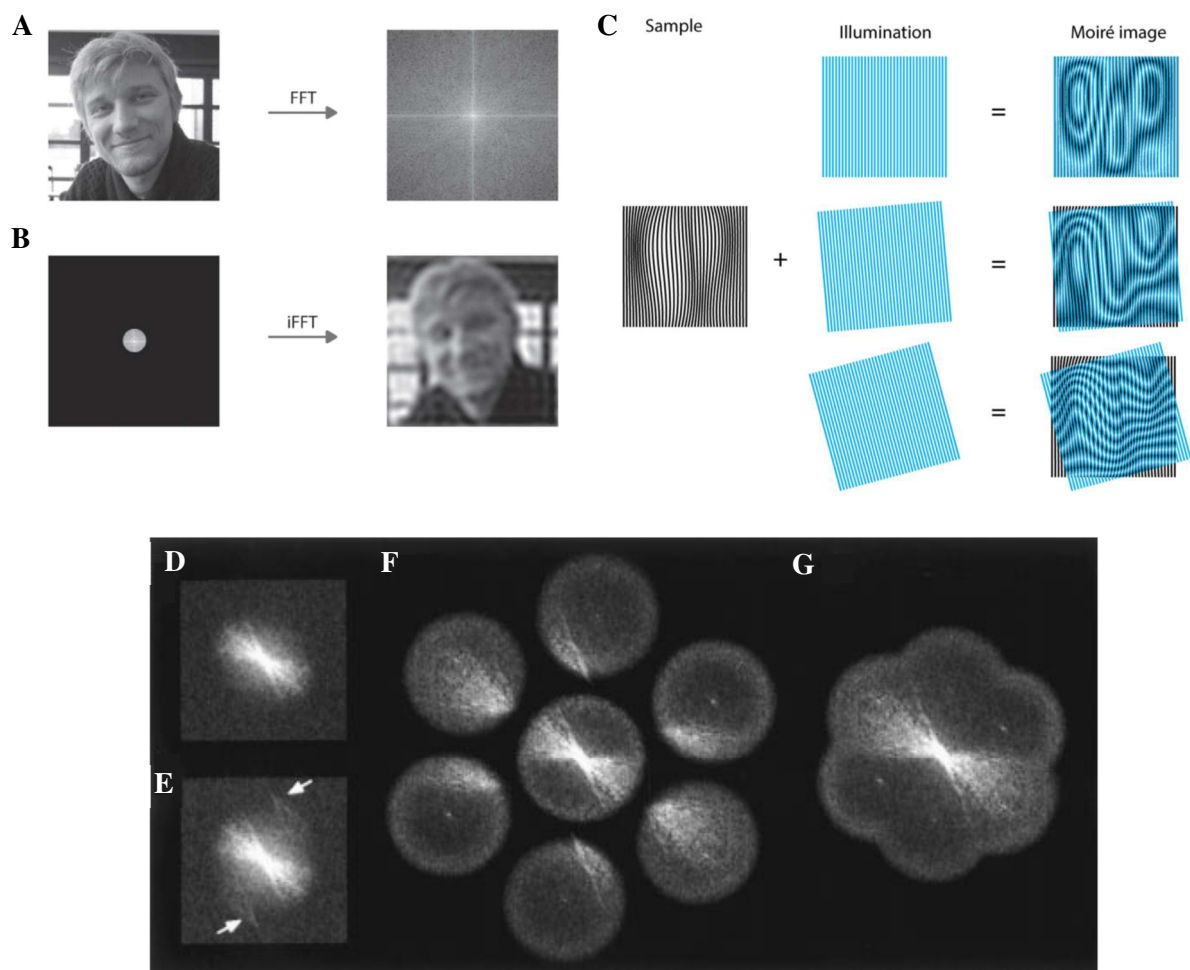 A
FFT
B
iFFT
C
Sample
Illumination
Moiré image
=
+
=
=
D
E
F
G